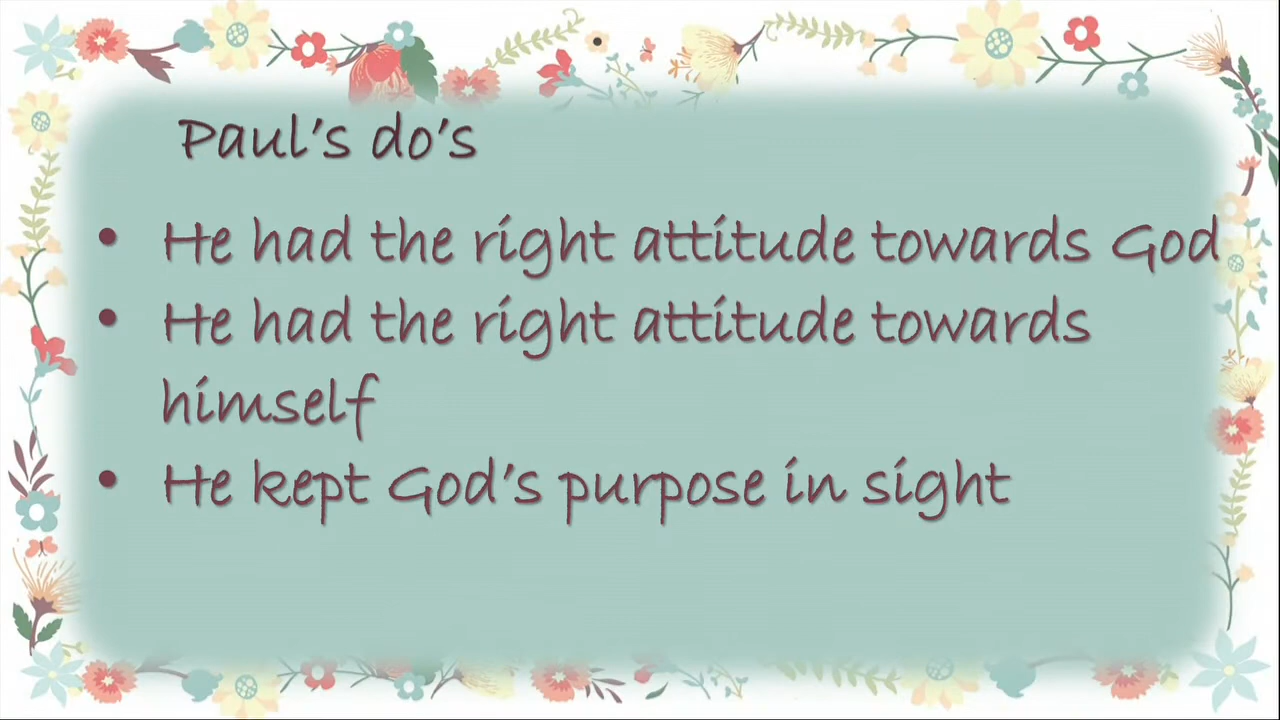 Paul's do's
• He had the right attitude towards God
• He had the right attitude towards
himself
• He kept God's purpose in sight